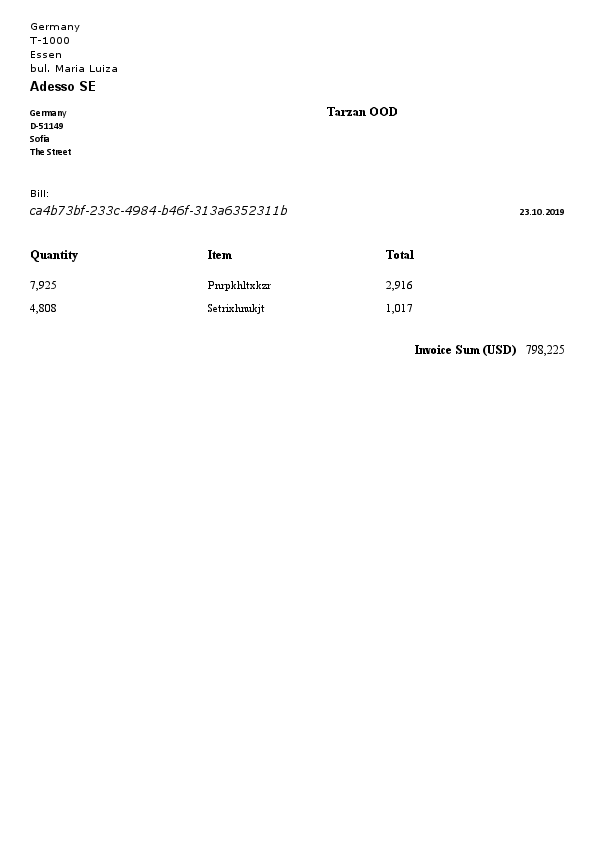 Germany
T-1000
Essen
bul. Maria Luiza
Adesso SE
Germany
Tarzan OOD
D-51149
Sofia
The Street
Bill:
ca4b73bf-233c-4984-b46f-313a6352311b 23.10.2019
Quantity Item Total
7,925 Pnrpkhltxkzr 2,916
4,808 Setrixhnukjt 1,017
Invoice Sum (USD) 798,225